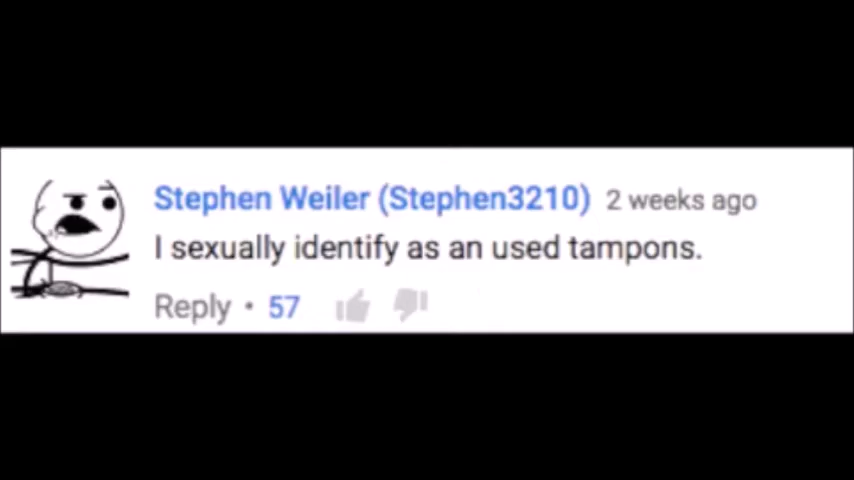 Stephen Weiler (Stephen3210) 2 weeks ago
I sexually identify as an used tampons.
Reply • 57